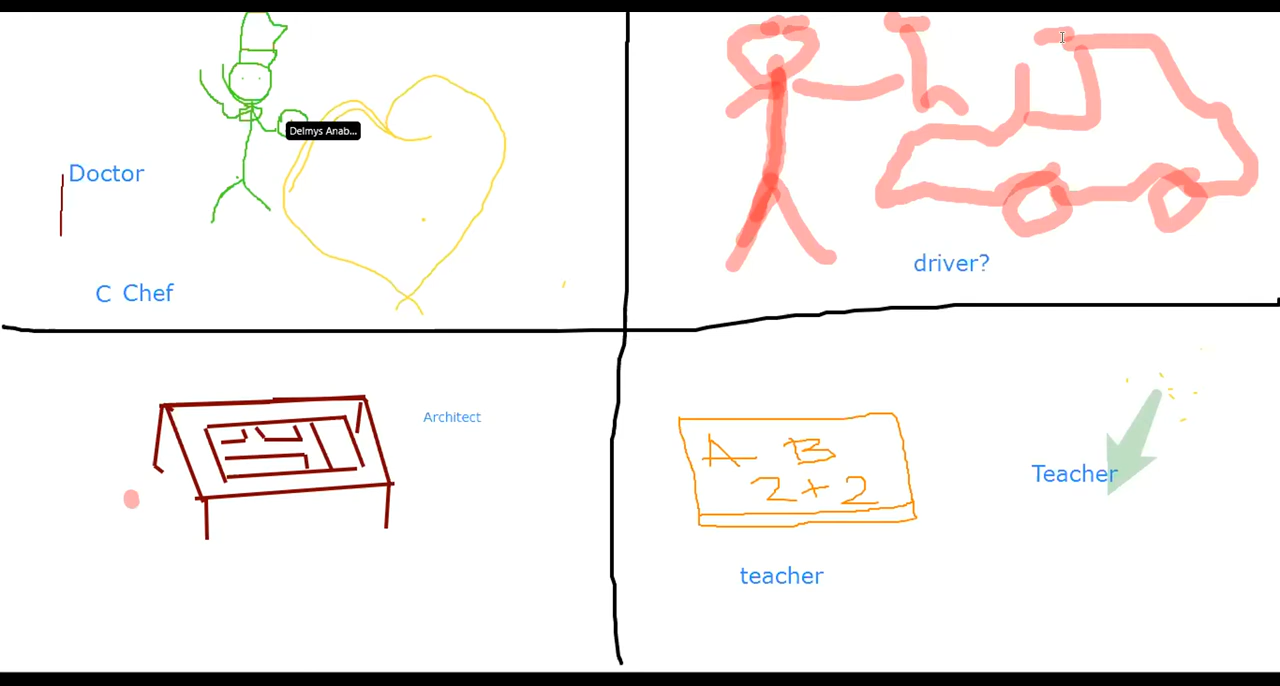 Delmys Anab...
Doctor
C Chef
driver?
Architect
A B
2+2
Teacher
teacher